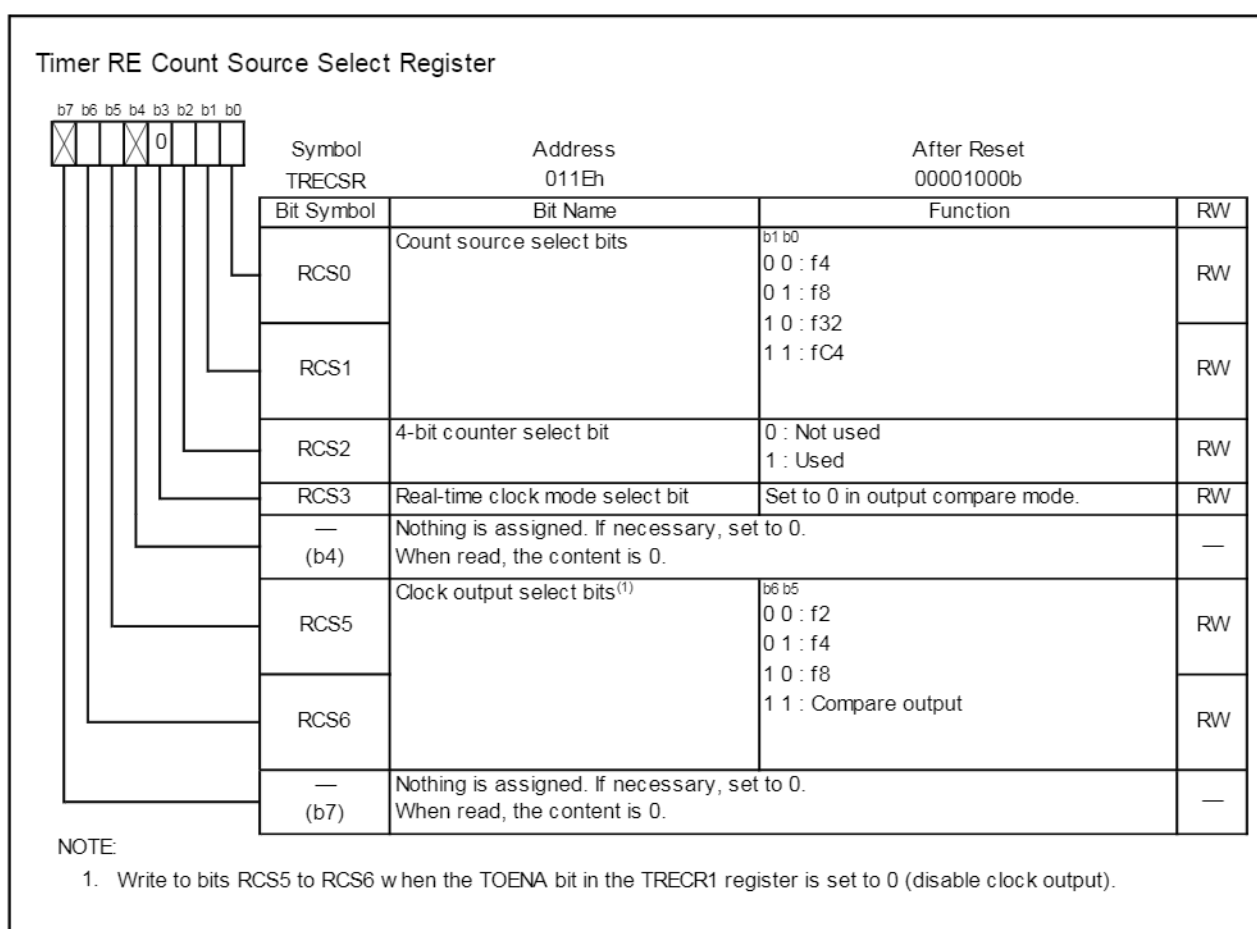 Timer RE Count Source Select Register
b7 b6 b5 b4 b3 b2 b1 b0
0
Symbol Address After Reset
TRECSR 011Eh 00001000b
Bit Symbol Bit Name Function RW
RCS0 Count source select bits b1 b0 RW
0 0 : f4
0 1 : f8
1 0 : f32
RCS1 1 1 : fC4 RW
RCS2 4-bit counter select bit 0 : Not used RW
1 : Used
RCS3 Real-time clock mode select bit Set to 0 in output compare mode. RW
— Nothing is assigned. If necessary, set to 0. —
(b4) When read, the content is 0.
RCS5 Clock output select bits(1) b6 b5 RW
0 0 : f2
0 1 : f4
1 0 : f8
RCS6 1 1 : Compare output RW
— Nothing is assigned. If necessary, set to 0. —
(b7) When read, the content is 0.
NOTE:
1. Write to bits RCS5 to RCS6 when the TOENA bit in the TRECR1 register is set to 0 (disable clock output).